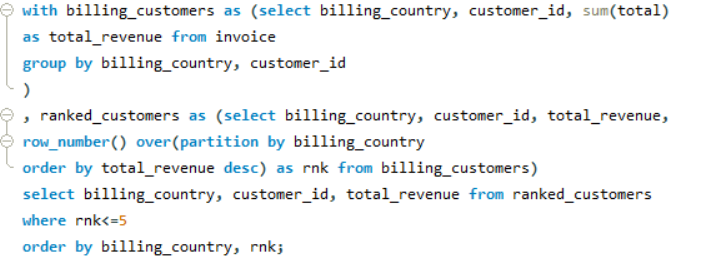 with billing_customers as (select billing_country, customer_id, sum(total)
as total_revenue from invoice
group by billing_country, customer_id
)
, ranked_customers as (select billing_country, customer_id, total_revenue,
row_number() over(partition by billing_country
order by total_revenue desc) as rnk from billing_customers)
select billing_country, customer_id, total_revenue from ranked_customers
where rnk<=5
order by billing_country, rnk;